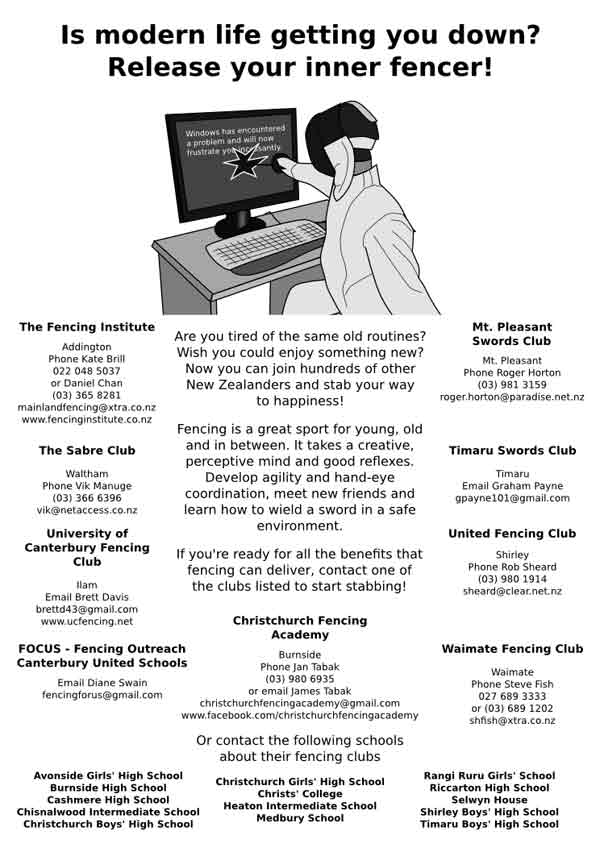 Is modern life getting you down?
Release your inner fencer!
Windows has encountered
a problem and will now
frustrate you incessantly.
The Fencing Institute
Addington
Phone Kate Brill
022 048 5037
or Daniel Chan
(03) 365 8281
mainlandfencing@xtra.co.nz
www.fencinginstitute.co.nz
The Sabre Club
Waltham
Phone Vik Manuge
(03) 366 6396
vik@netaccess.co.nz
University of
Canterbury Fencing
Club
Ilam
Email Brett Davis
brettd43@gmail.com
www.ucfencing.net
FOCUS - Fencing Outreach
Canterbury United Schools
Email Diane Swain
fencingforus@gmail.com
Are you tired of the same old routines?
Wish you could enjoy something new?
Now you can join hundreds of other
New Zealanders and stab your way
to happiness!
Fencing is a great sport for young, old
and in between. It takes a creative,
perceptive mind and good reflexes.
Develop agility and hand-eye
coordination, meet new friends and
learn how to wield a sword in a safe
environment.
If you're ready for all the benefits that
fencing can deliver, contact one of
the clubs listed to start stabbing!
Christchurch Fencing
Academy
Burnside
Phone Jan Tabak
(03) 980 6935
or email James Tabak
christchurchfencingacademy@gmail.com
www.facebook.com/christchurchfencingacademy
Mt. Pleasant
Swords Club
Mt. Pleasant
Phone Roger Horton
(03) 981 3159
roger.horton@paradise.net.nz
Timaru Swords Club
Timaru
Email Graham Payne
gpayne101@gmail.com
United Fencing Club
Shirley
Phone Rob Sheard
(03) 980 1914
sheard@clear.net.nz
Waimate Fencing Club
Waimate
Phone Steve Fish
027 689 3333
or (03) 689 1202
shfish@xtra.co.nz
Or contact the following schools
about their fencing clubs
Avonside Girls' High School
Burnside High School
Cashmere High School
Chisnalwood Intermediate School
Christchurch Boys' High School
Christchurch Girls' High School
Christs' College
Heaton Intermediate School
Medbury School
Rangi Ruru Girls' School
Riccarton High School
Selwyn House
Shirley Boys' High School
Timaru Boys' High School